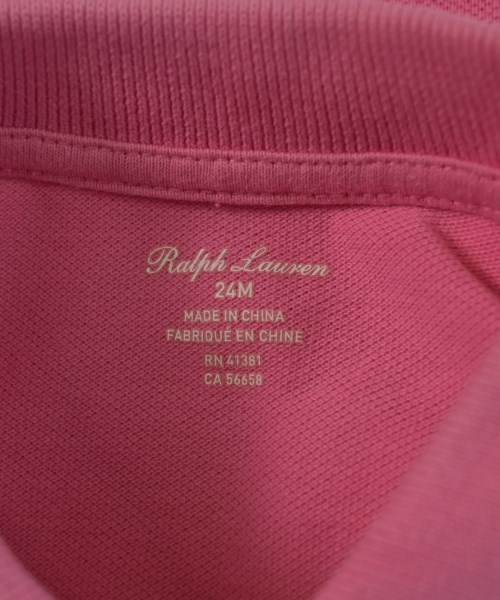 Ralph Lauren
24M
MADE IN CHINA
FABRIQUÉ EN CHINE
RN 41381
CA 56658